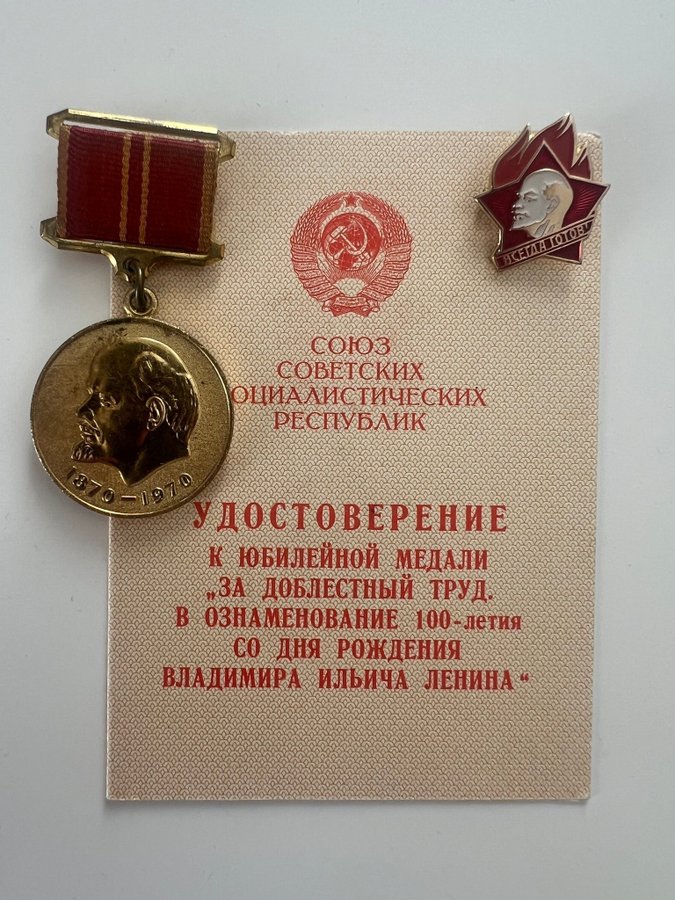 СОЮЗ
СОВЕТСКИХ
СОЦИАЛИСТИЧЕСКИХ
РЕСПУБЛИК
УДОСТОВЕРЕНИЕ
К ЮБИЛЕЙНОЙ МЕДАЛИ
„ЗА ДОБЛЕСТНЫЙ ТРУД.
В ОЗНАМЕНОВАНИЕ 100-летия
СО ДНЯ РОЖДЕНИЯ
ВЛАДИМИРА ИЛЬИЧА ЛЕНИНА“
1870–1970
ВСЕГДА ГОТОВ!